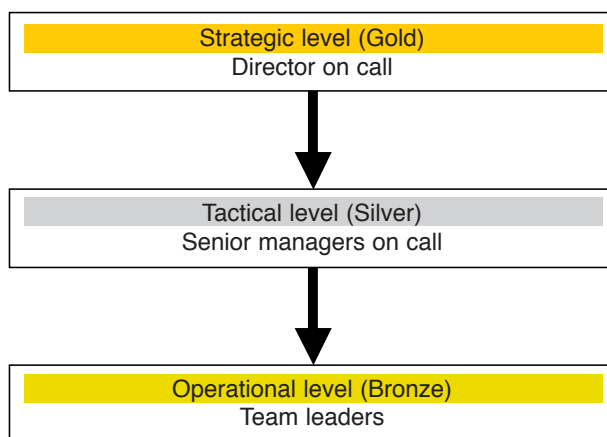 Strategic level (Gold)
Director on call
Tactical level (Silver)
Senior managers on call
Operational level (Bronze)
Team leaders